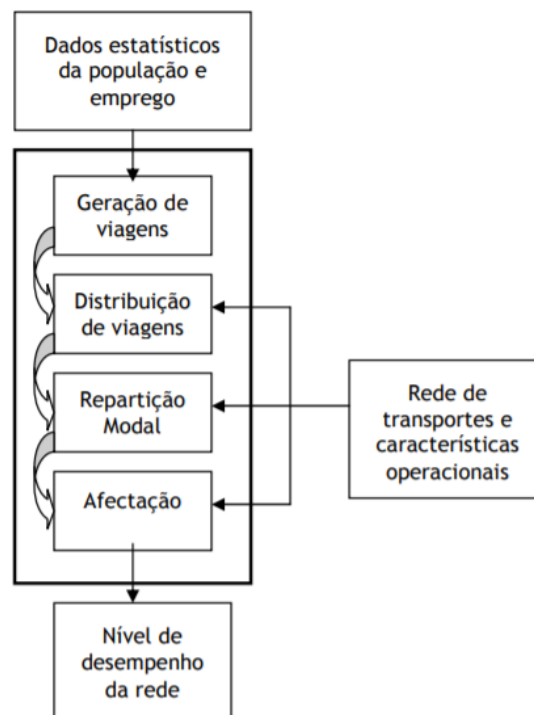 Dados estatísticos
da população e
emprego
Geração de
viagens
Distribuição
de viagens
Repartição
Modal
Rede de
transportes e
características
operacionais
Afectação
Nível de
desempenho
da rede